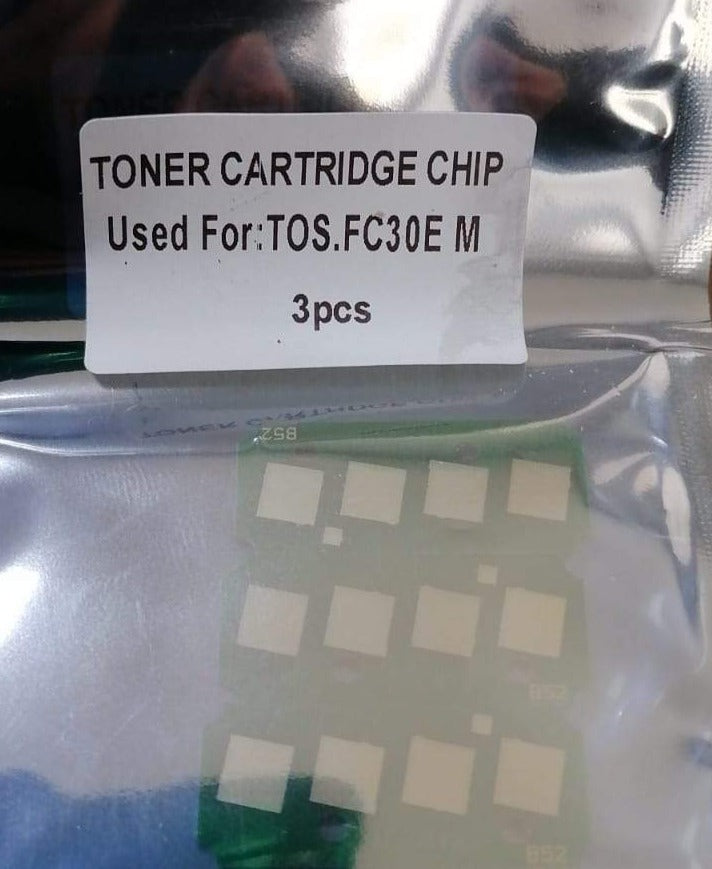 TONER CARTRIDGE CHIP
Used For:TOS.FC30E M
3pcs
B52
B52
B52